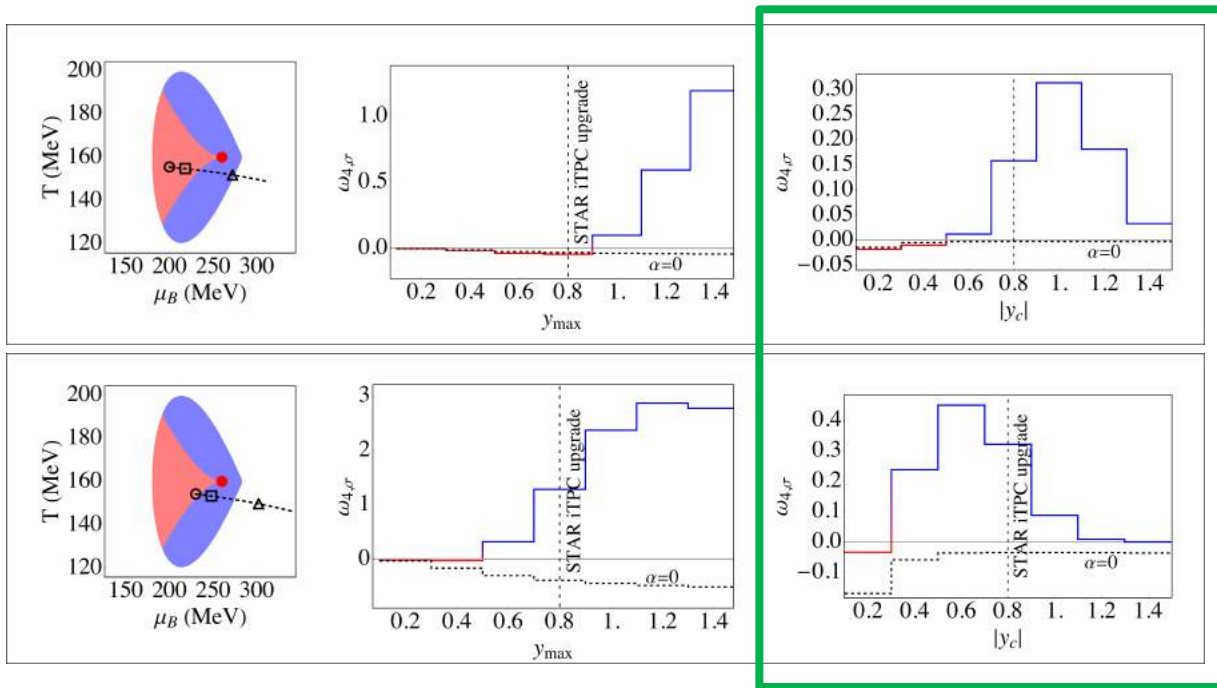 200
180
160
140
120
T (MeV)
150 200 250 300
μB (MeV)
1.0
0.5
0.0
ω4,σ
STAR iTPC upgrade
α=0
0.2 0.4 0.6 0.8 1. 1.2 1.4
ymax
0.30
0.25
0.20
0.15
0.10
0.05
0.00
−0.05
ω4,σ
α=0
0.2 0.4 0.6 0.8 1. 1.2 1.4
|yc|
200
180
160
140
120
T (MeV)
150 200 250 300
μB (MeV)
3
2
1
0
ω4,σ
STAR iTPC upgrade
α=0
0.2 0.4 0.6 0.8 1. 1.2 1.4
ymax
0.4
0.3
0.2
0.1
0.0
−0.1
ω4,σ
STAR iTPC upgrade
α=0
0.2 0.4 0.6 0.8 1. 1.2 1.4
|yc|